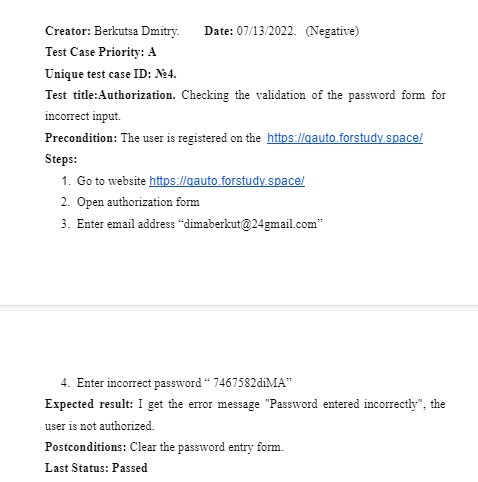 Creator: Berkutsa Dmitry. Date: 07/13/2022. (Negative)
Test Case Priority: A
Unique test case ID: №4.
Test title:Authorization. Checking the validation of the password form for
incorrect input.
Precondition: The user is registered on the https://qauto.forstudy.space/
Steps:
1. Go to website https://qauto.forstudy.space/
2. Open authorization form
3. Enter email address “dimaberkut@24gmail.com”
4. Enter incorrect password “ 7467582diMA”
Expected result: I get the error message "Password entered incorrectly", the
user is not authorized.
Postconditions: Clear the password entry form.
Last Status: Passed